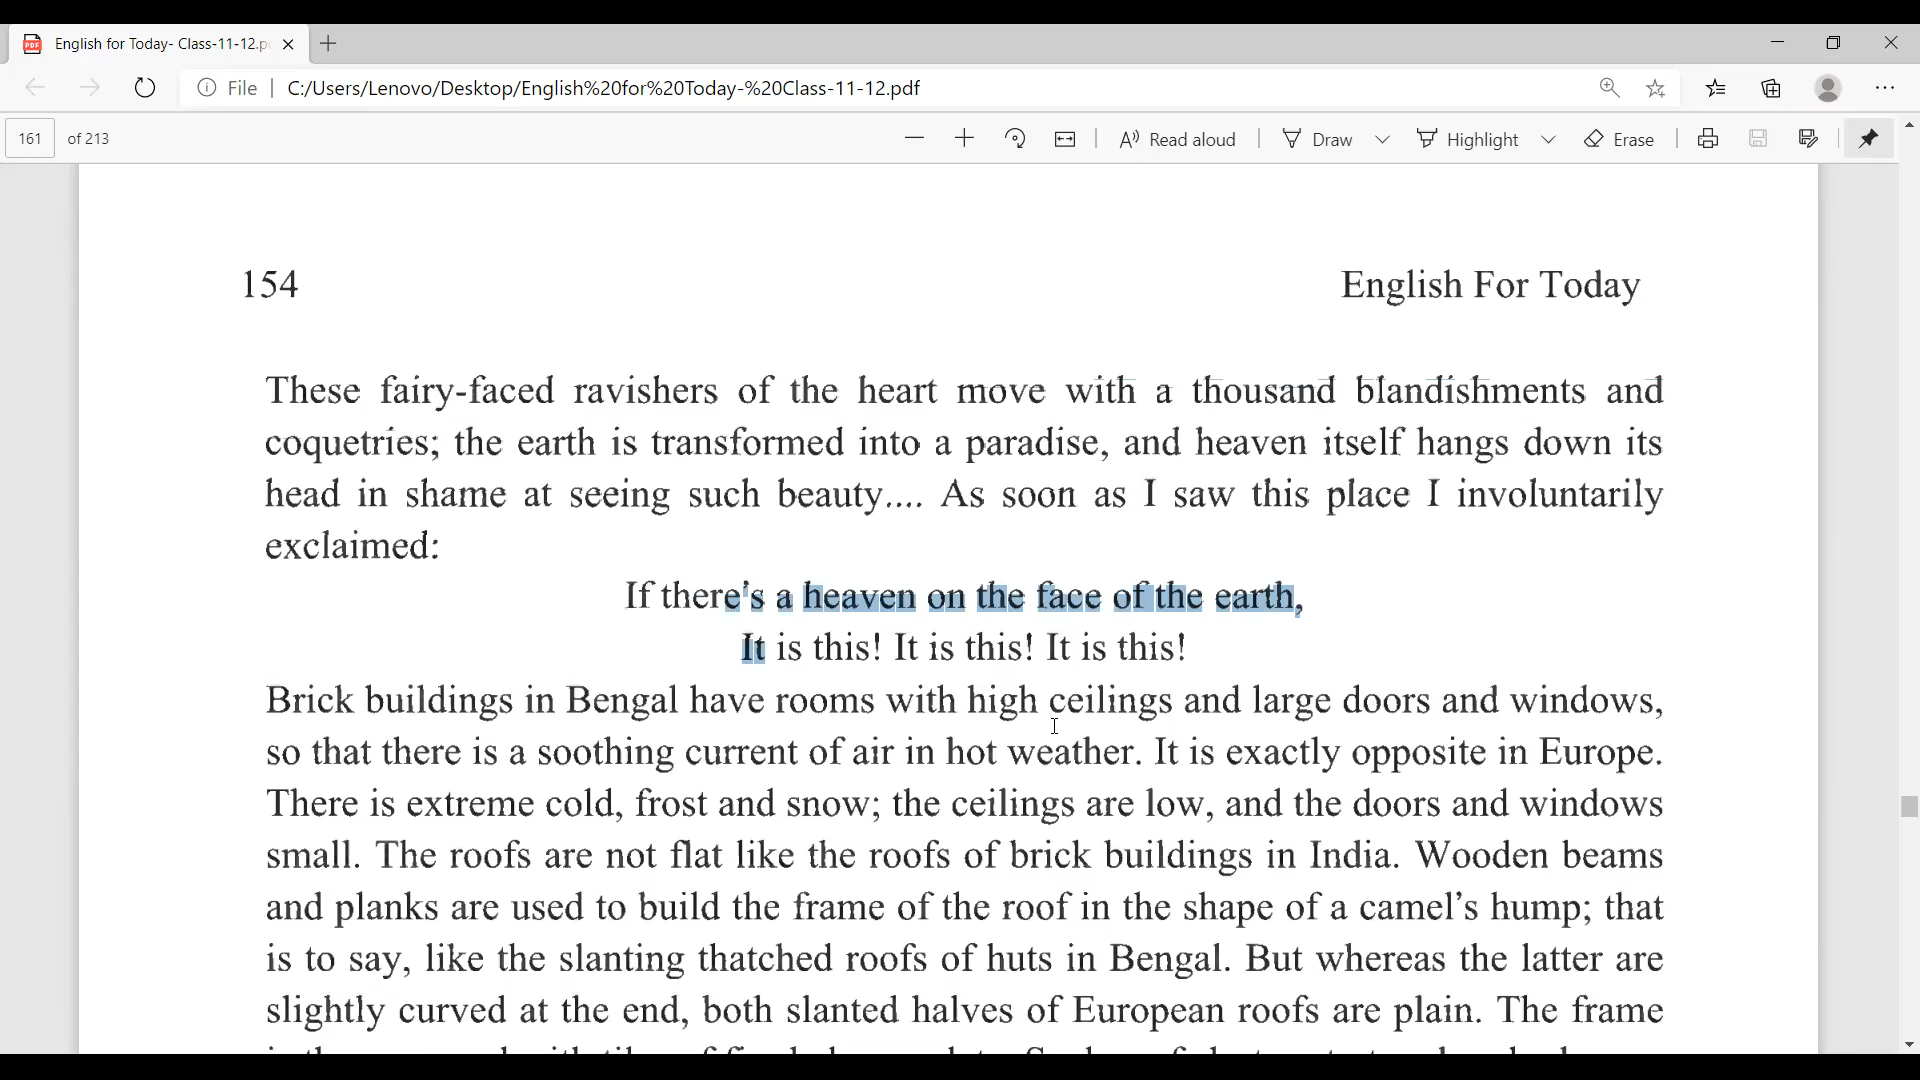 English for Today- Class-11-12.p
File
C:/Users/Lenovo/Desktop/English%20for%20Today-%20Class-11-12.pdf
161 of 213
Read aloud
Draw
Highlight
Erase
154
English For Today
These fairy-faced ravishers of the heart move with a thousand blandishments and
coquetries; the earth is transformed into a paradise, and heaven itself hangs down its
head in shame at seeing such beauty.... As soon as I saw this place I involuntarily
exclaimed:
If there's a heaven on the face of the earth,
It is this! It is this! It is this!
Brick buildings in Bengal have rooms with high ceilings and large doors and windows,
so that there is a soothing current of air in hot weather. It is exactly opposite in Europe.
There is extreme cold, frost and snow; the ceilings are low, and the doors and windows
small. The roofs are not flat like the roofs of brick buildings in India. Wooden beams
and planks are used to build the frame of the roof in the shape of a camel’s hump; that
is to say, like the slanting thatched roofs of huts in Bengal. But whereas the latter are
slightly curved at the end, both slanted halves of European roofs are plain. The frame